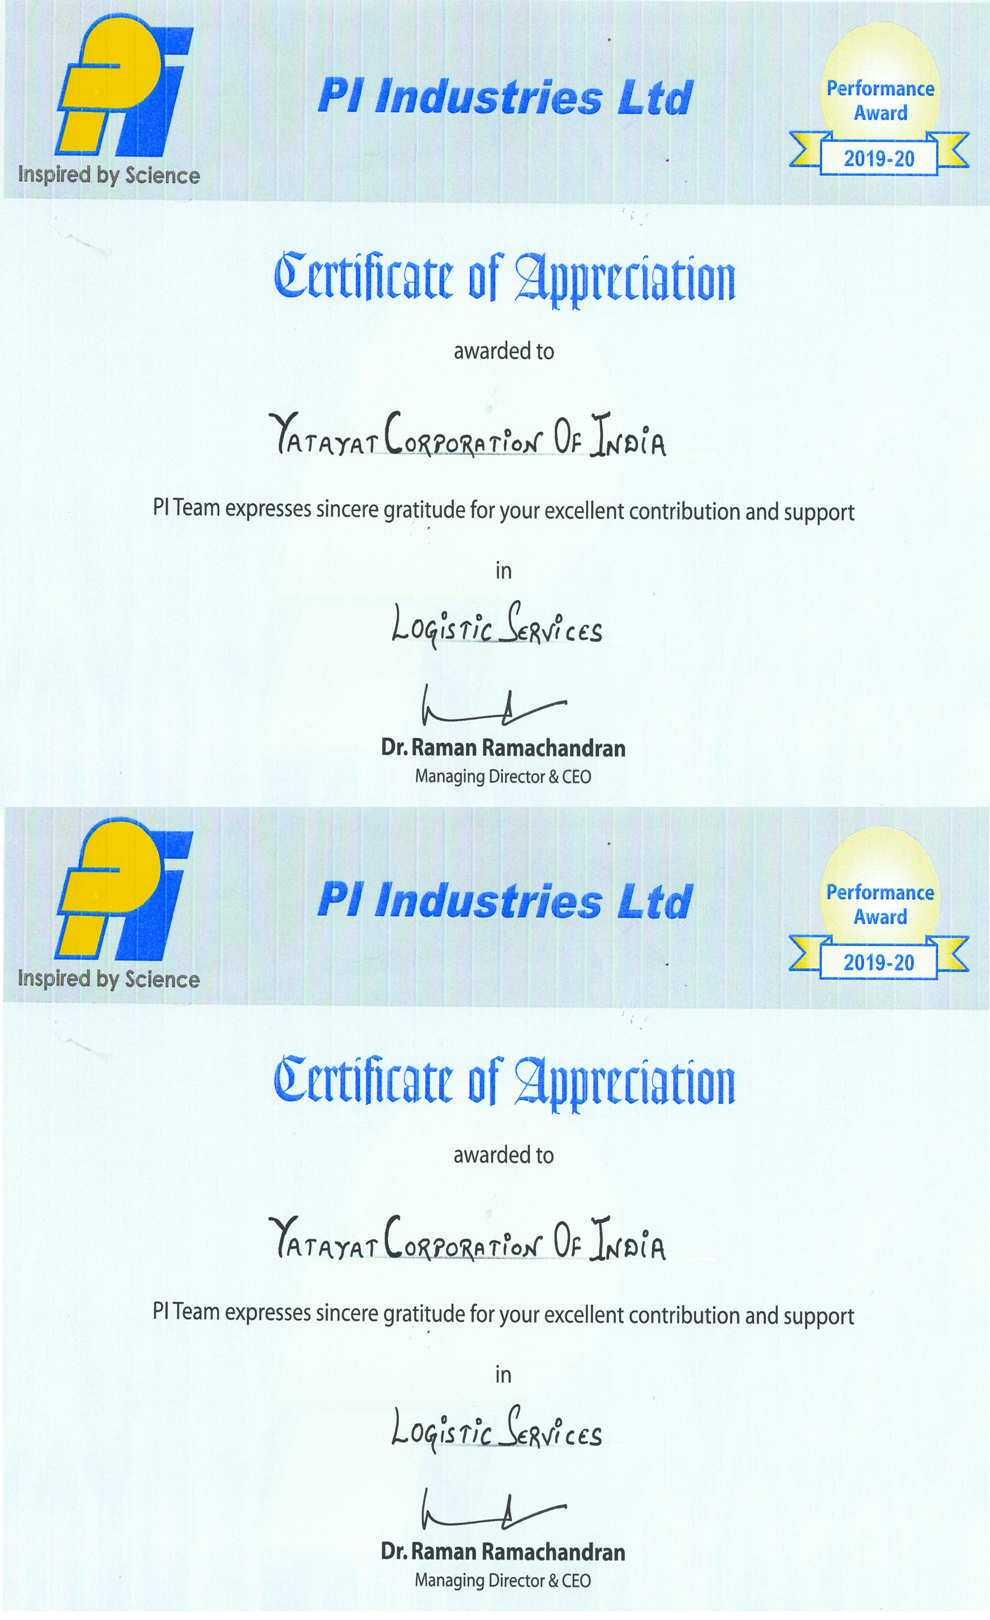 PI Industries Ltd
Performance
Award
2019-20
Inspired by Science
Certificate of Appreciation
awarded to
YATAYAT CORPORATION OF INDIA
PI Team expresses sincere gratitude for your excellent contribution and support
in
LOGISTIC SERVICES
Dr. Raman Ramachandran
Managing Director & CEO
PI Industries Ltd
Performance
Award
2019-20
Inspired by Science
Certificate of Appreciation
awarded to
YATAYAT CORPORATION OF INDIA
PI Team expresses sincere gratitude for your excellent contribution and support
in
LOGISTIC SERVICES
Dr. Raman Ramachandran
Managing Director & CEO